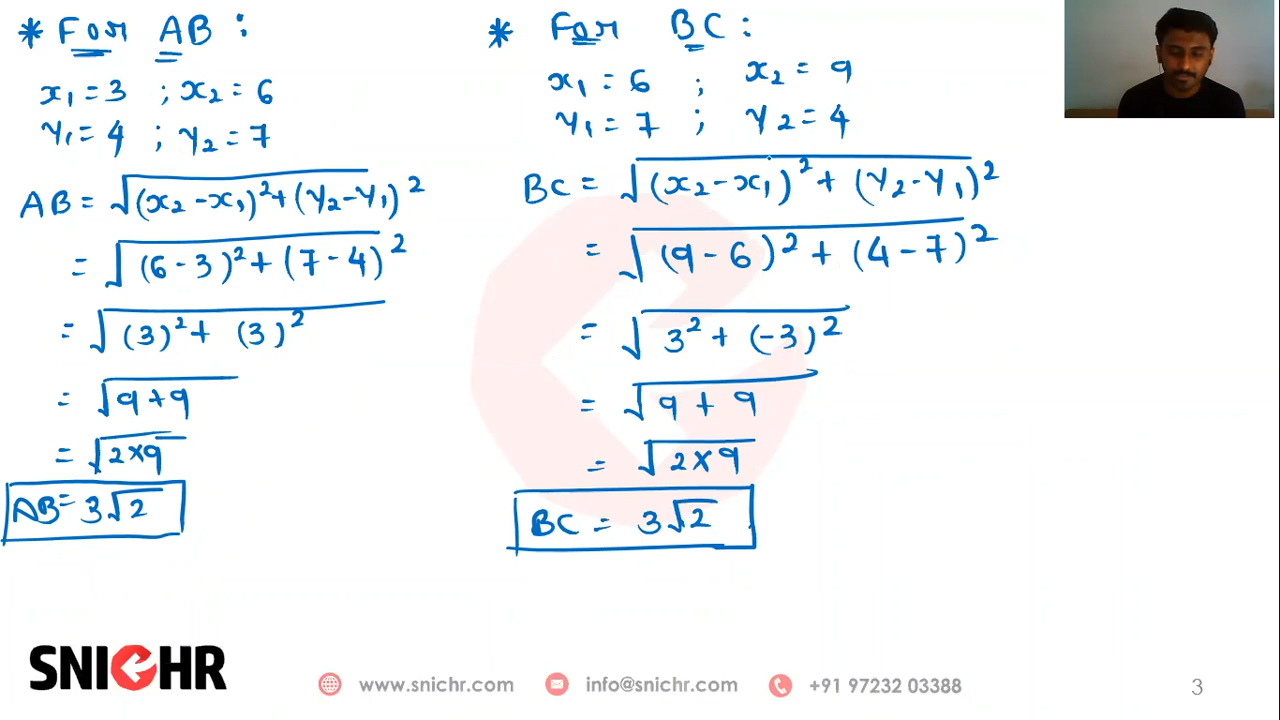 * For AB :
x₁ = 3 ; x₂ = 6
Y₁ = 4 ; Y₂ = 7
AB = √(x₂ - x₁)² + (Y₂ - Y₁)²
= √(6 - 3)² + (7 - 4)²
= √(3)² + (3)²
= √9 + 9
= √2×9
AB = 3√2
* For BC :
x₁ = 6 ; x₂ = 9
Y₁ = 7 ; Y₂ = 4
BC = √(x₂ - x₁)² + (Y₂ - Y₁)²
= √(9 - 6)² + (4 - 7)²
= √3² + (-3)²
= √9 + 9
= √2×9
BC = 3√2
SNICHR
www.snichr.com info@snichr.com +91 97232 03388 3